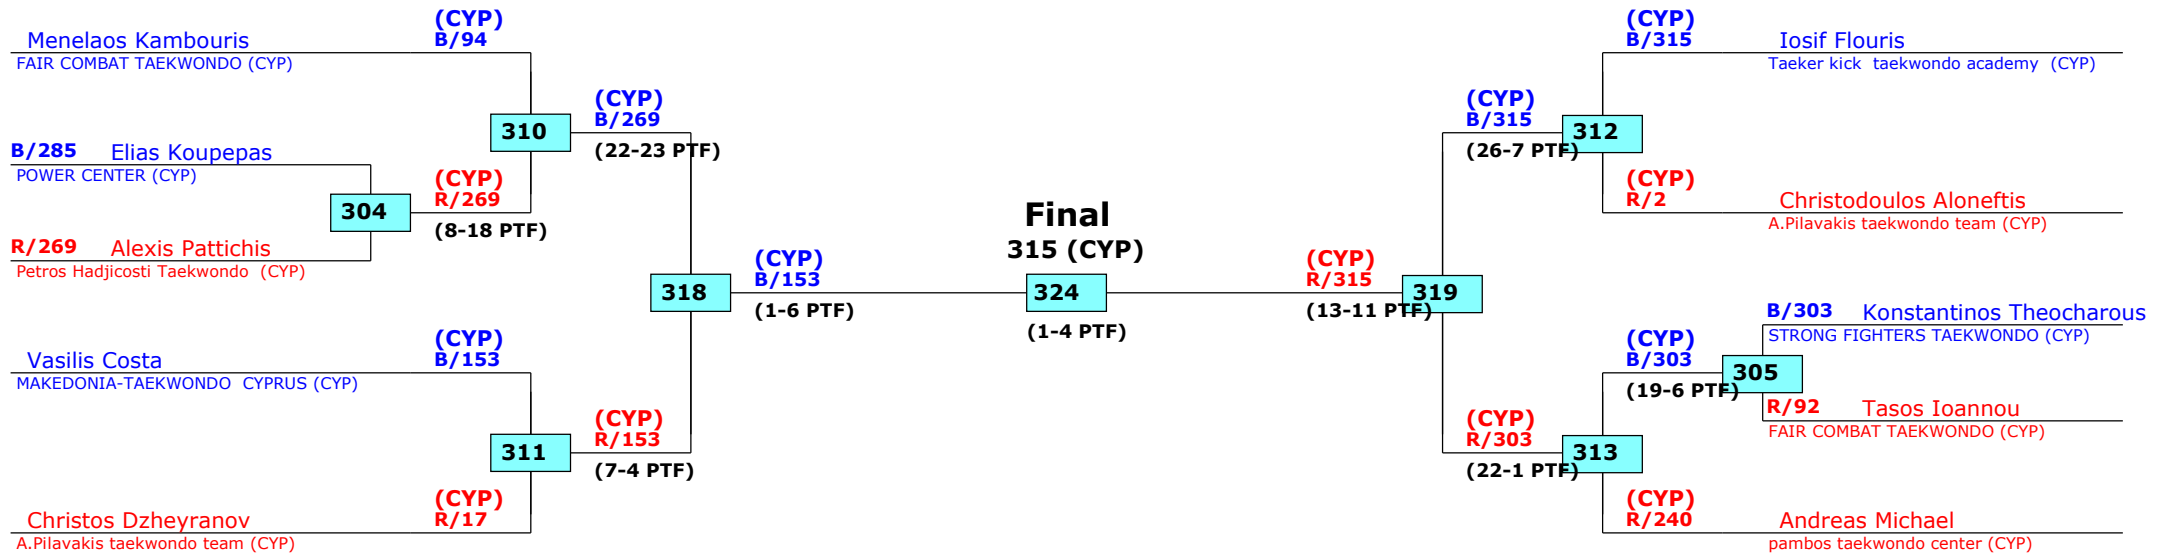 (CYP)
B/94
Menelaos Kambouris
FAIR COMBAT TAEKWONDO (CYP)
310
(CYP)
B/269
(22-23 PTF)
B/285 Elias Koupepas
POWER CENTER (CYP)
304
(CYP)
R/269
(8-18 PTF)
R/269 Alexis Pattichis
Petros Hadjicosti Taekwondo (CYP)
318
(CYP)
B/153
(1-6 PTF)
(CYP)
B/153
Vasilis Costa
MAKEDONIA-TAEKWONDO CYPRUS (CYP)
311
(CYP)
R/153
(7-4 PTF)
(CYP)
R/17
Christos Dzheyranov
A.Pilavakis taekwondo team (CYP)
Final
315 (CYP)
324
(1-4 PTF)
(CYP)
R/315
(13-11 PTF)
319
(CYP)
B/315
(26-7 PTF)
312
(CYP)
B/315
Iosif Flouris
Taeker kick taekwondo academy (CYP)
(CYP)
R/2
Christodoulos Aloneftis
A.Pilavakis taekwondo team (CYP)
B/303 Konstantinos Theocharous
STRONG FIGHTERS TAEKWONDO (CYP)
(CYP)
B/303
(19-6 PTF)
305
R/92 Tasos Ioannou
FAIR COMBAT TAEKWONDO (CYP)
(CYP)
R/303
(22-1 PTF)
313
(CYP)
R/240
Andreas Michael
pambos taekwondo center (CYP)